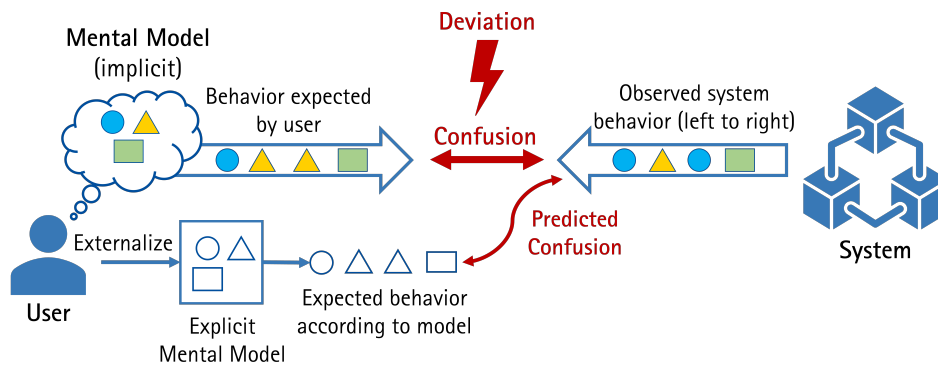 Deviation
Mental Model
(implicit)
Behavior expected
by user
Confusion
Observed system
behavior (left to right)
Externalize
Predicted
Confusion
System
User
Explicit
Mental Model
Expected behavior
according to model